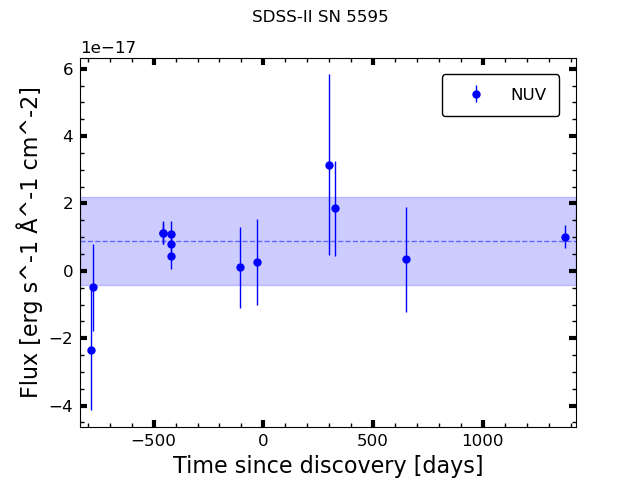 SDSS-II SN 5595
1e−17
NUV
6
4
2
0
−2
−4
Flux [erg s^-1 Å^-1 cm^-2]
−500
0
500
1000
Time since discovery [days]